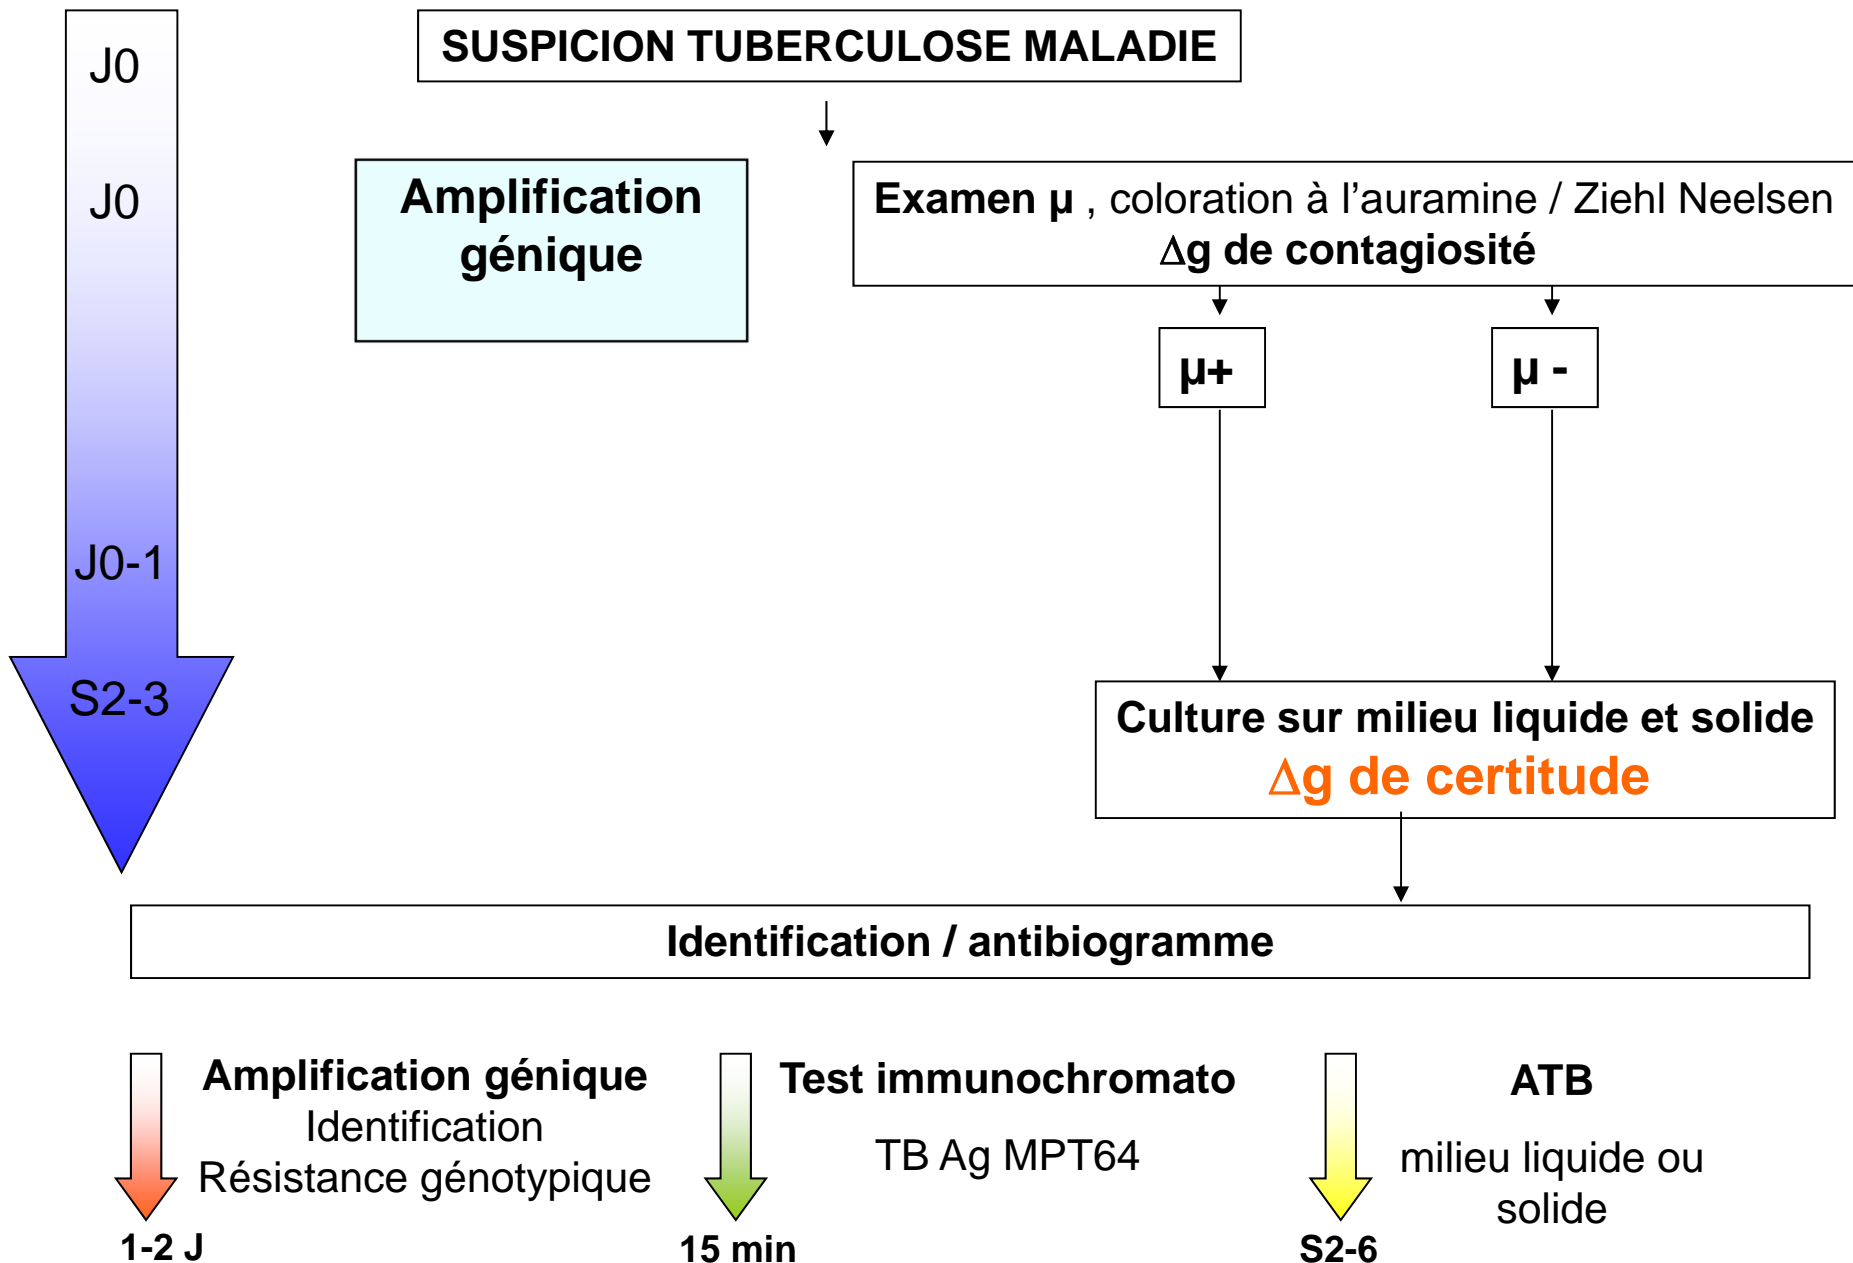 J0
SUSPICION TUBERCULOSE MALADIE
J0
Amplification
génique
Examen µ , coloration à l'auramine / Ziehl Neelsen
Δg de contagiosité
µ+
µ -
J0-1
S2-3
Culture sur milieu liquide et solide
Δg de certitude
Identification / antibiogramme
Amplification génique
Identification
Résistance génotypique
1-2 J
Test immunochromato
TB Ag MPT64
15 min
ATB
milieu liquide ou
solide
S2-6